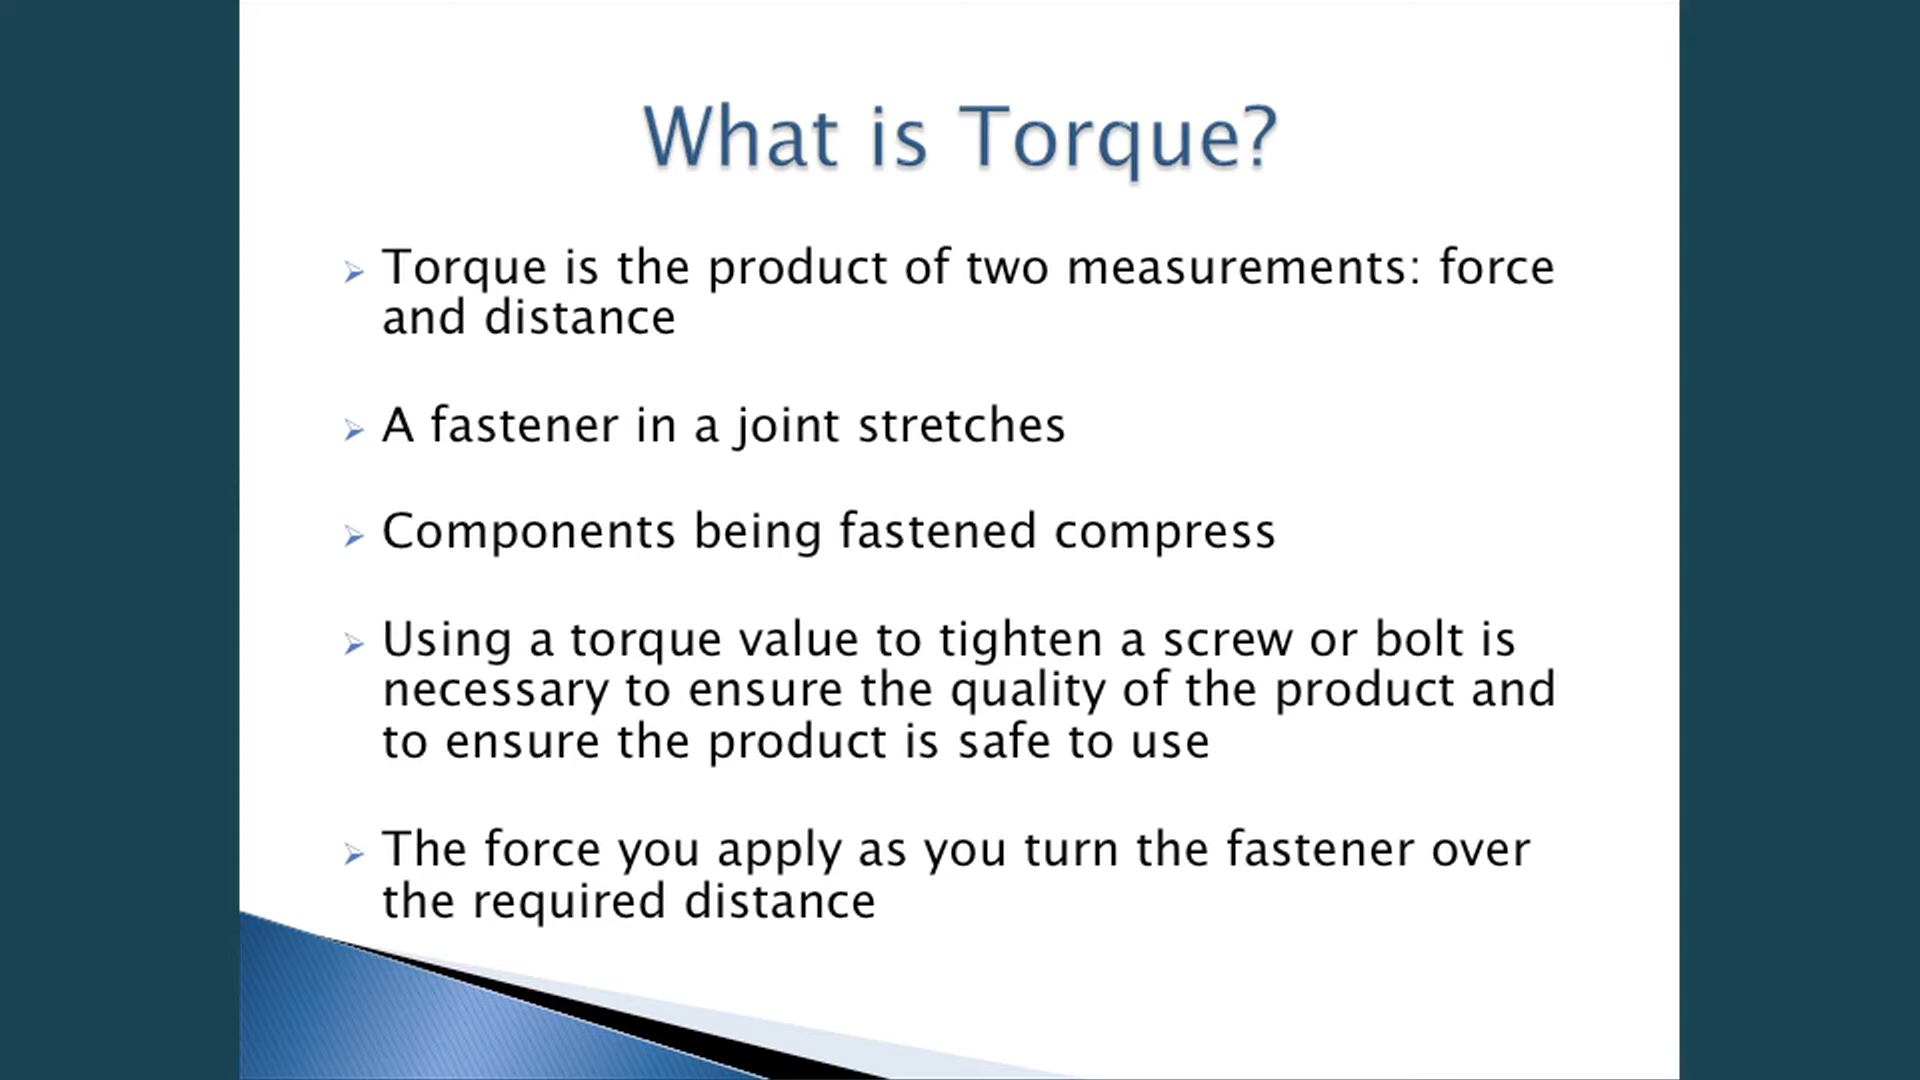 What is Torque?
Torque is the product of two measurements: force
and distance
A fastener in a joint stretches
Components being fastened compress
Using a torque value to tighten a screw or bolt is
necessary to ensure the quality of the product and
to ensure the product is safe to use
The force you apply as you turn the fastener over
the required distance